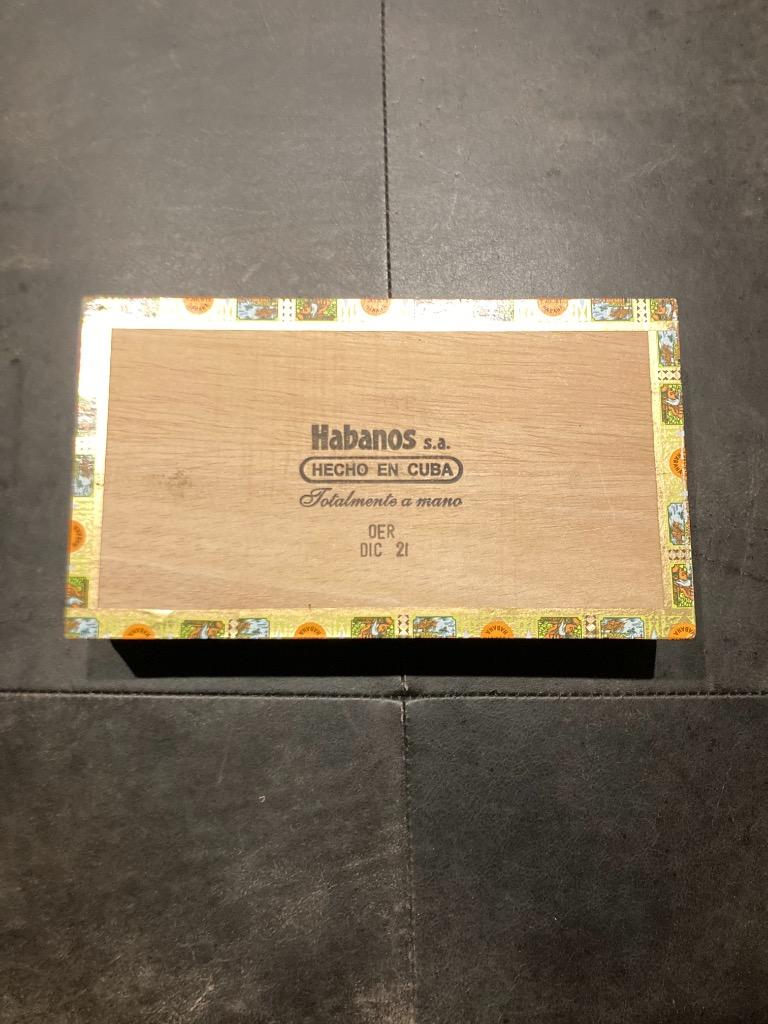 Habanos s.a.
HECHO EN CUBA
Totalmente a mano
OER
DIC 21